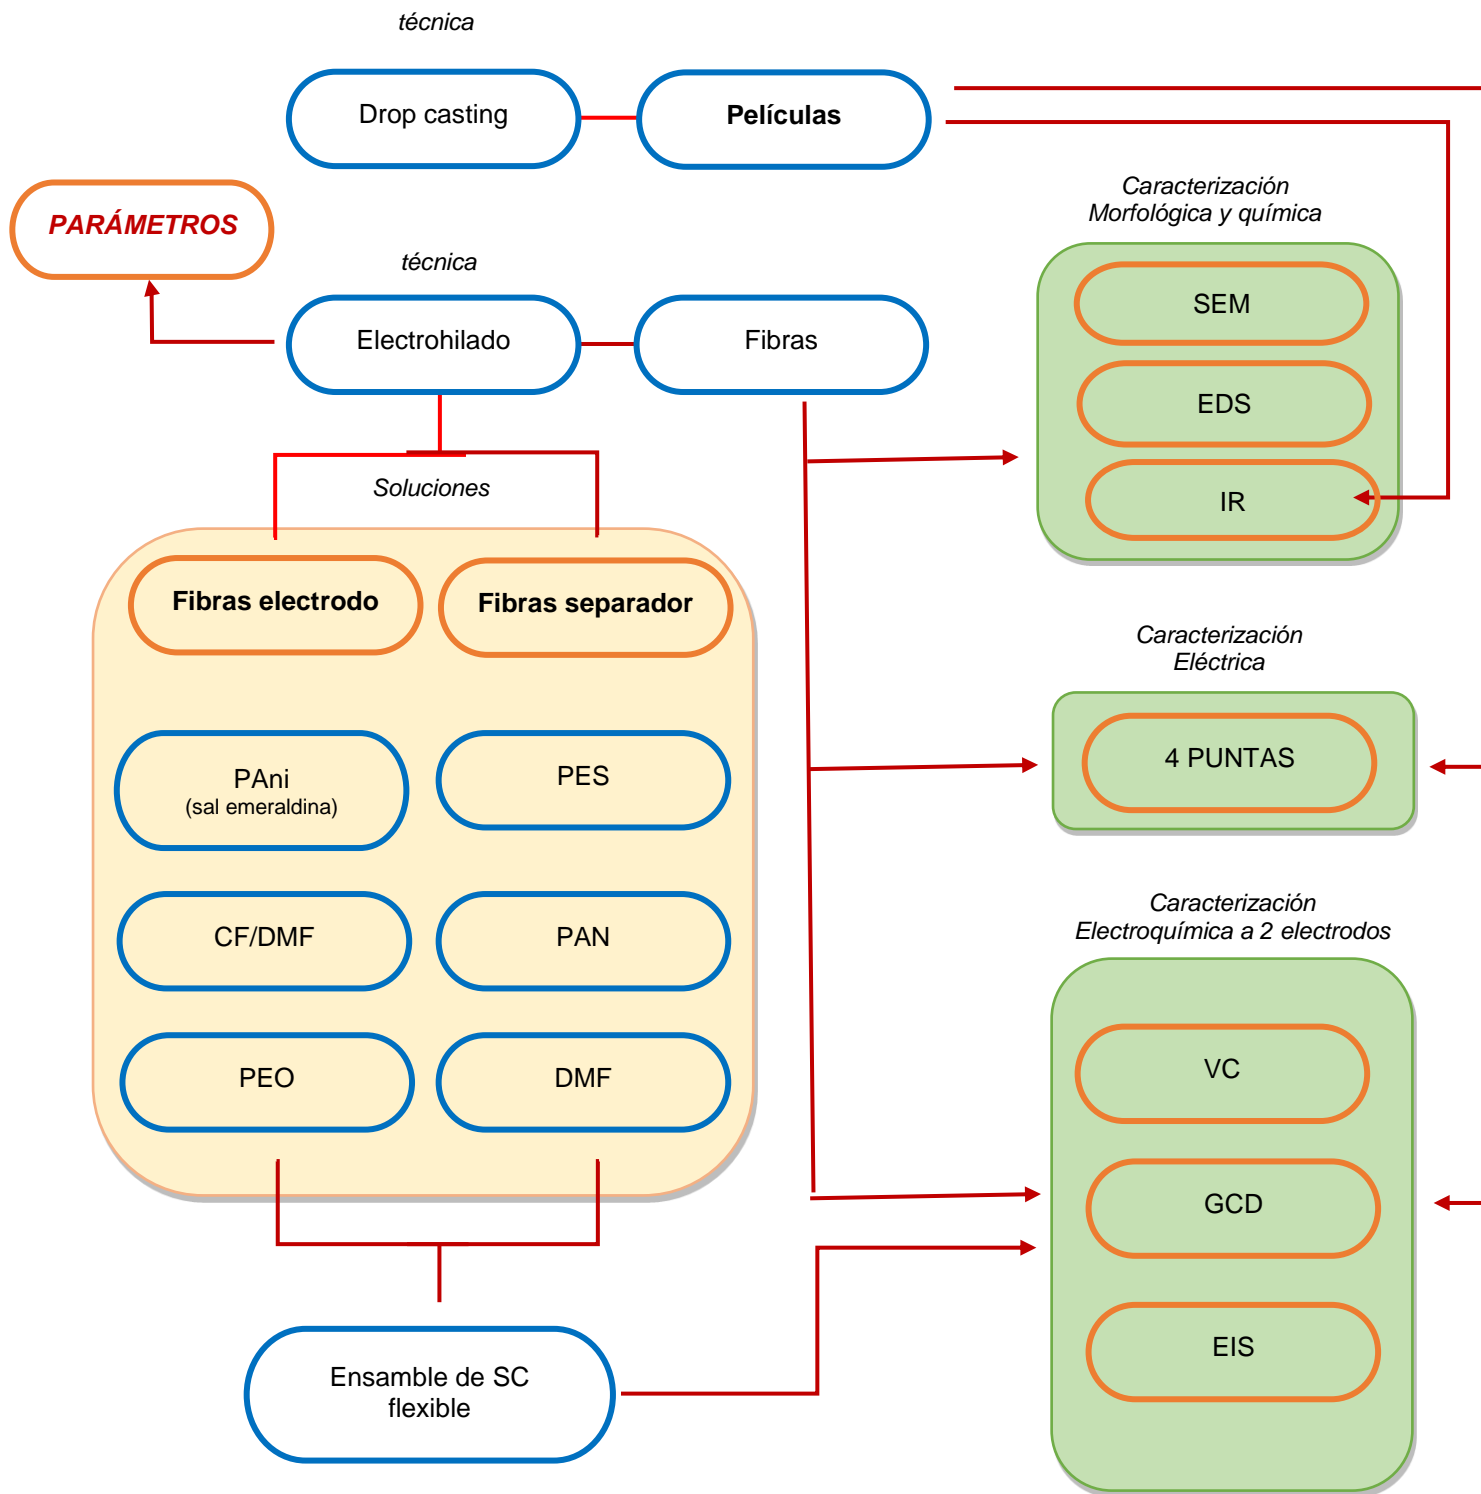 técnica
Drop casting
Películas
PARÁMETROS
técnica
Electrohilado
Fibras
Soluciones
Fibras electrodo
Fibras separador
PAni
(sal emeraldina)
PES
CF/DMF
PAN
PEO
DMF
Ensamble de SC
flexible
Caracterización
Morfológica y química
SEM
EDS
IR
Caracterización
Eléctrica
4 PUNTAS
Caracterización
Electroquímica a 2 electrodos
VC
GCD
EIS